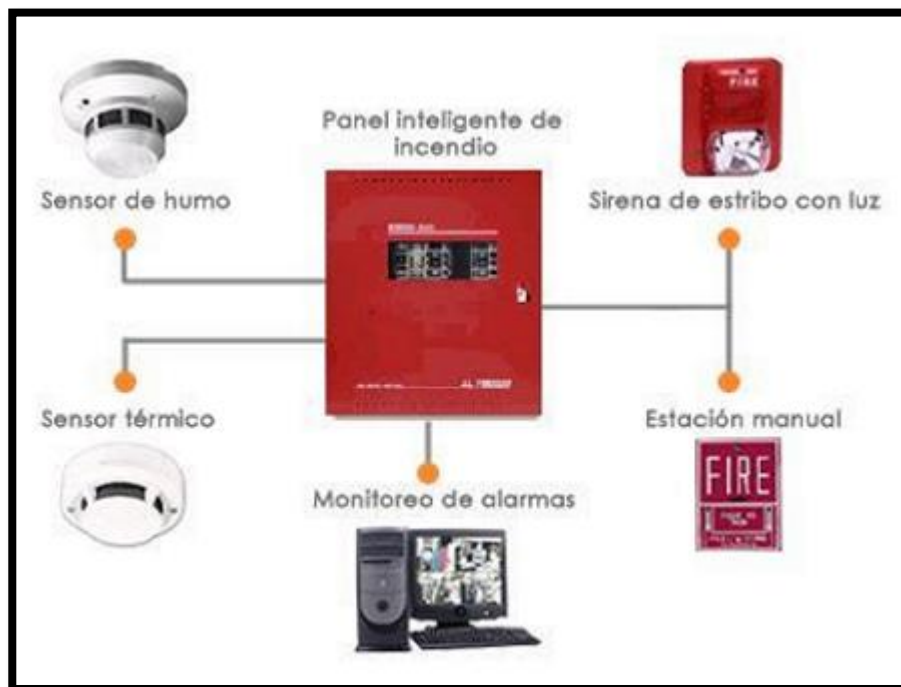 Panel inteligente de
incendio
Sensor de humo
Sirena de estribo con luz
FIRE
Sensor térmico
Estación manual
FIRE
Monitoreo de alarmas